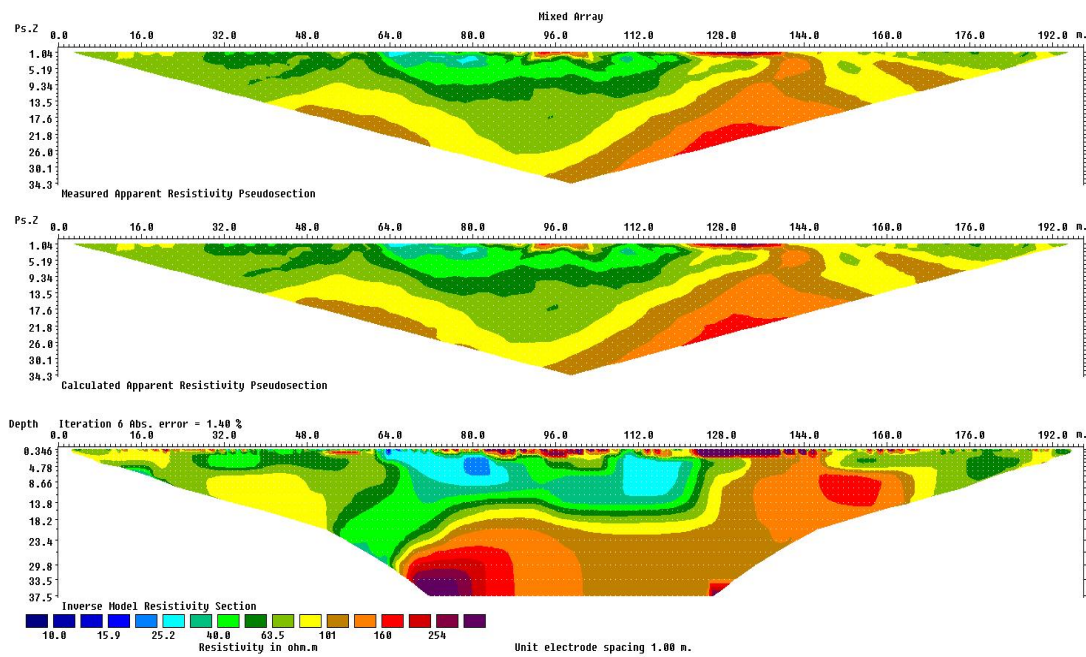 Mixed Array
Ps.Z 0.0 16.0 32.0 48.0 64.0 80.0 96.0 112.0 128.0 144.0 160.0 176.0 192.0 m.
1.04
5.19
9.34
13.5
17.6
21.8
26.0
30.1
34.3
Measured Apparent Resistivity Pseudosection
Ps.Z 0.0 16.0 32.0 48.0 64.0 80.0 96.0 112.0 128.0 144.0 160.0 176.0 192.0 m.
1.04
5.19
9.34
13.5
17.6
21.8
26.0
30.1
34.3
Calculated Apparent Resistivity Pseudosection
Depth Iteration 6 Abs. error = 1.40 %
0.0 16.0 32.0 48.0 64.0 80.0 96.0 112.0 128.0 144.0 160.0 176.0 192.0 m.
0.346
4.78
8.66
13.8
18.2
23.4
29.8
33.5
37.5
Inverse Model Resistivity Section
10.0 15.9 25.2 40.0 63.5 101 160 254
Resistivity in ohm.m Unit electrode spacing 1.00 m.